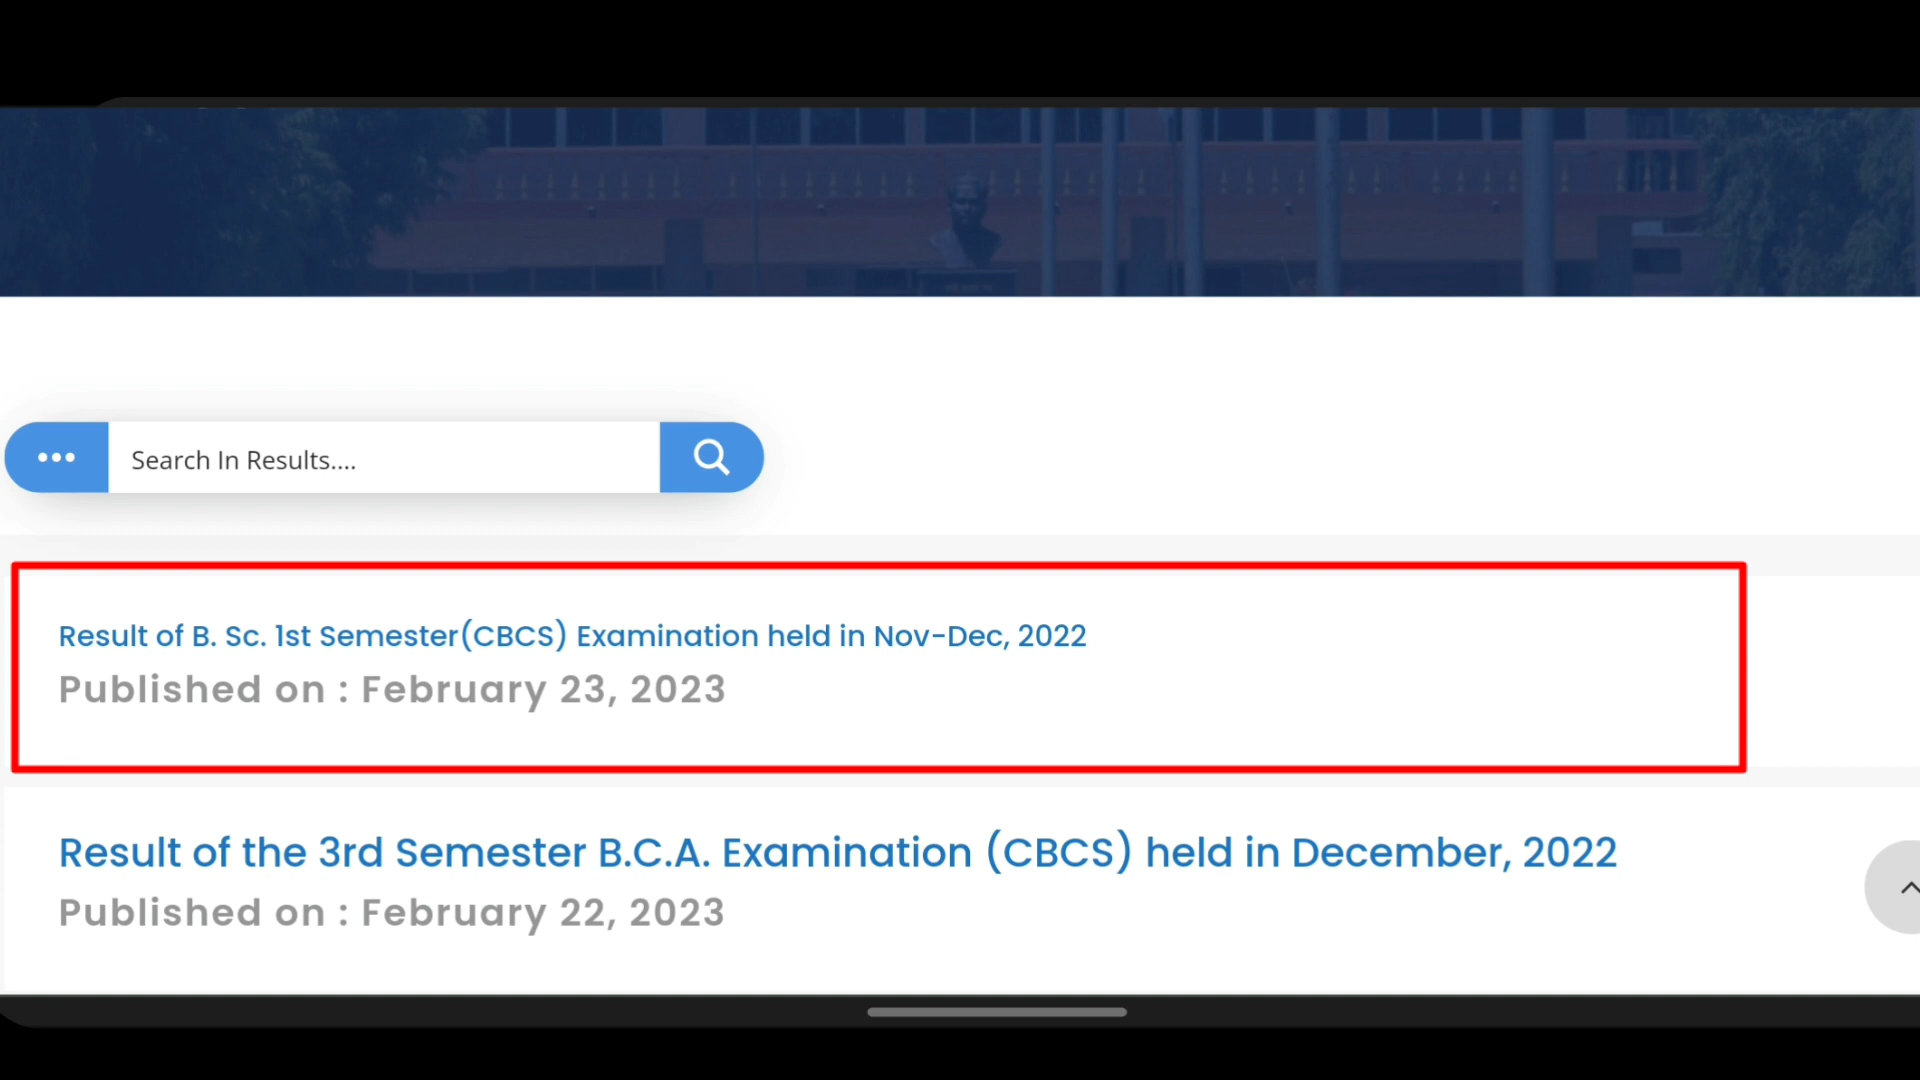 Search In Results....
Result of B. Sc. 1st Semester(CBCS) Examination held in Nov-Dec, 2022
Published on : February 23, 2023
Result of the 3rd Semester B.C.A. Examination (CBCS) held in December, 2022
Published on : February 22, 2023